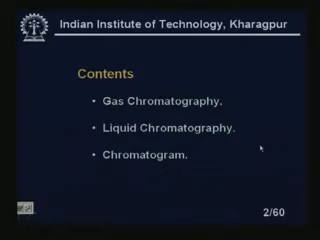 Indian Institute of Technology, Kharagpur
Contents
• Gas Chromatography.
• Liquid Chromatography.
• Chromatogram.
2/60